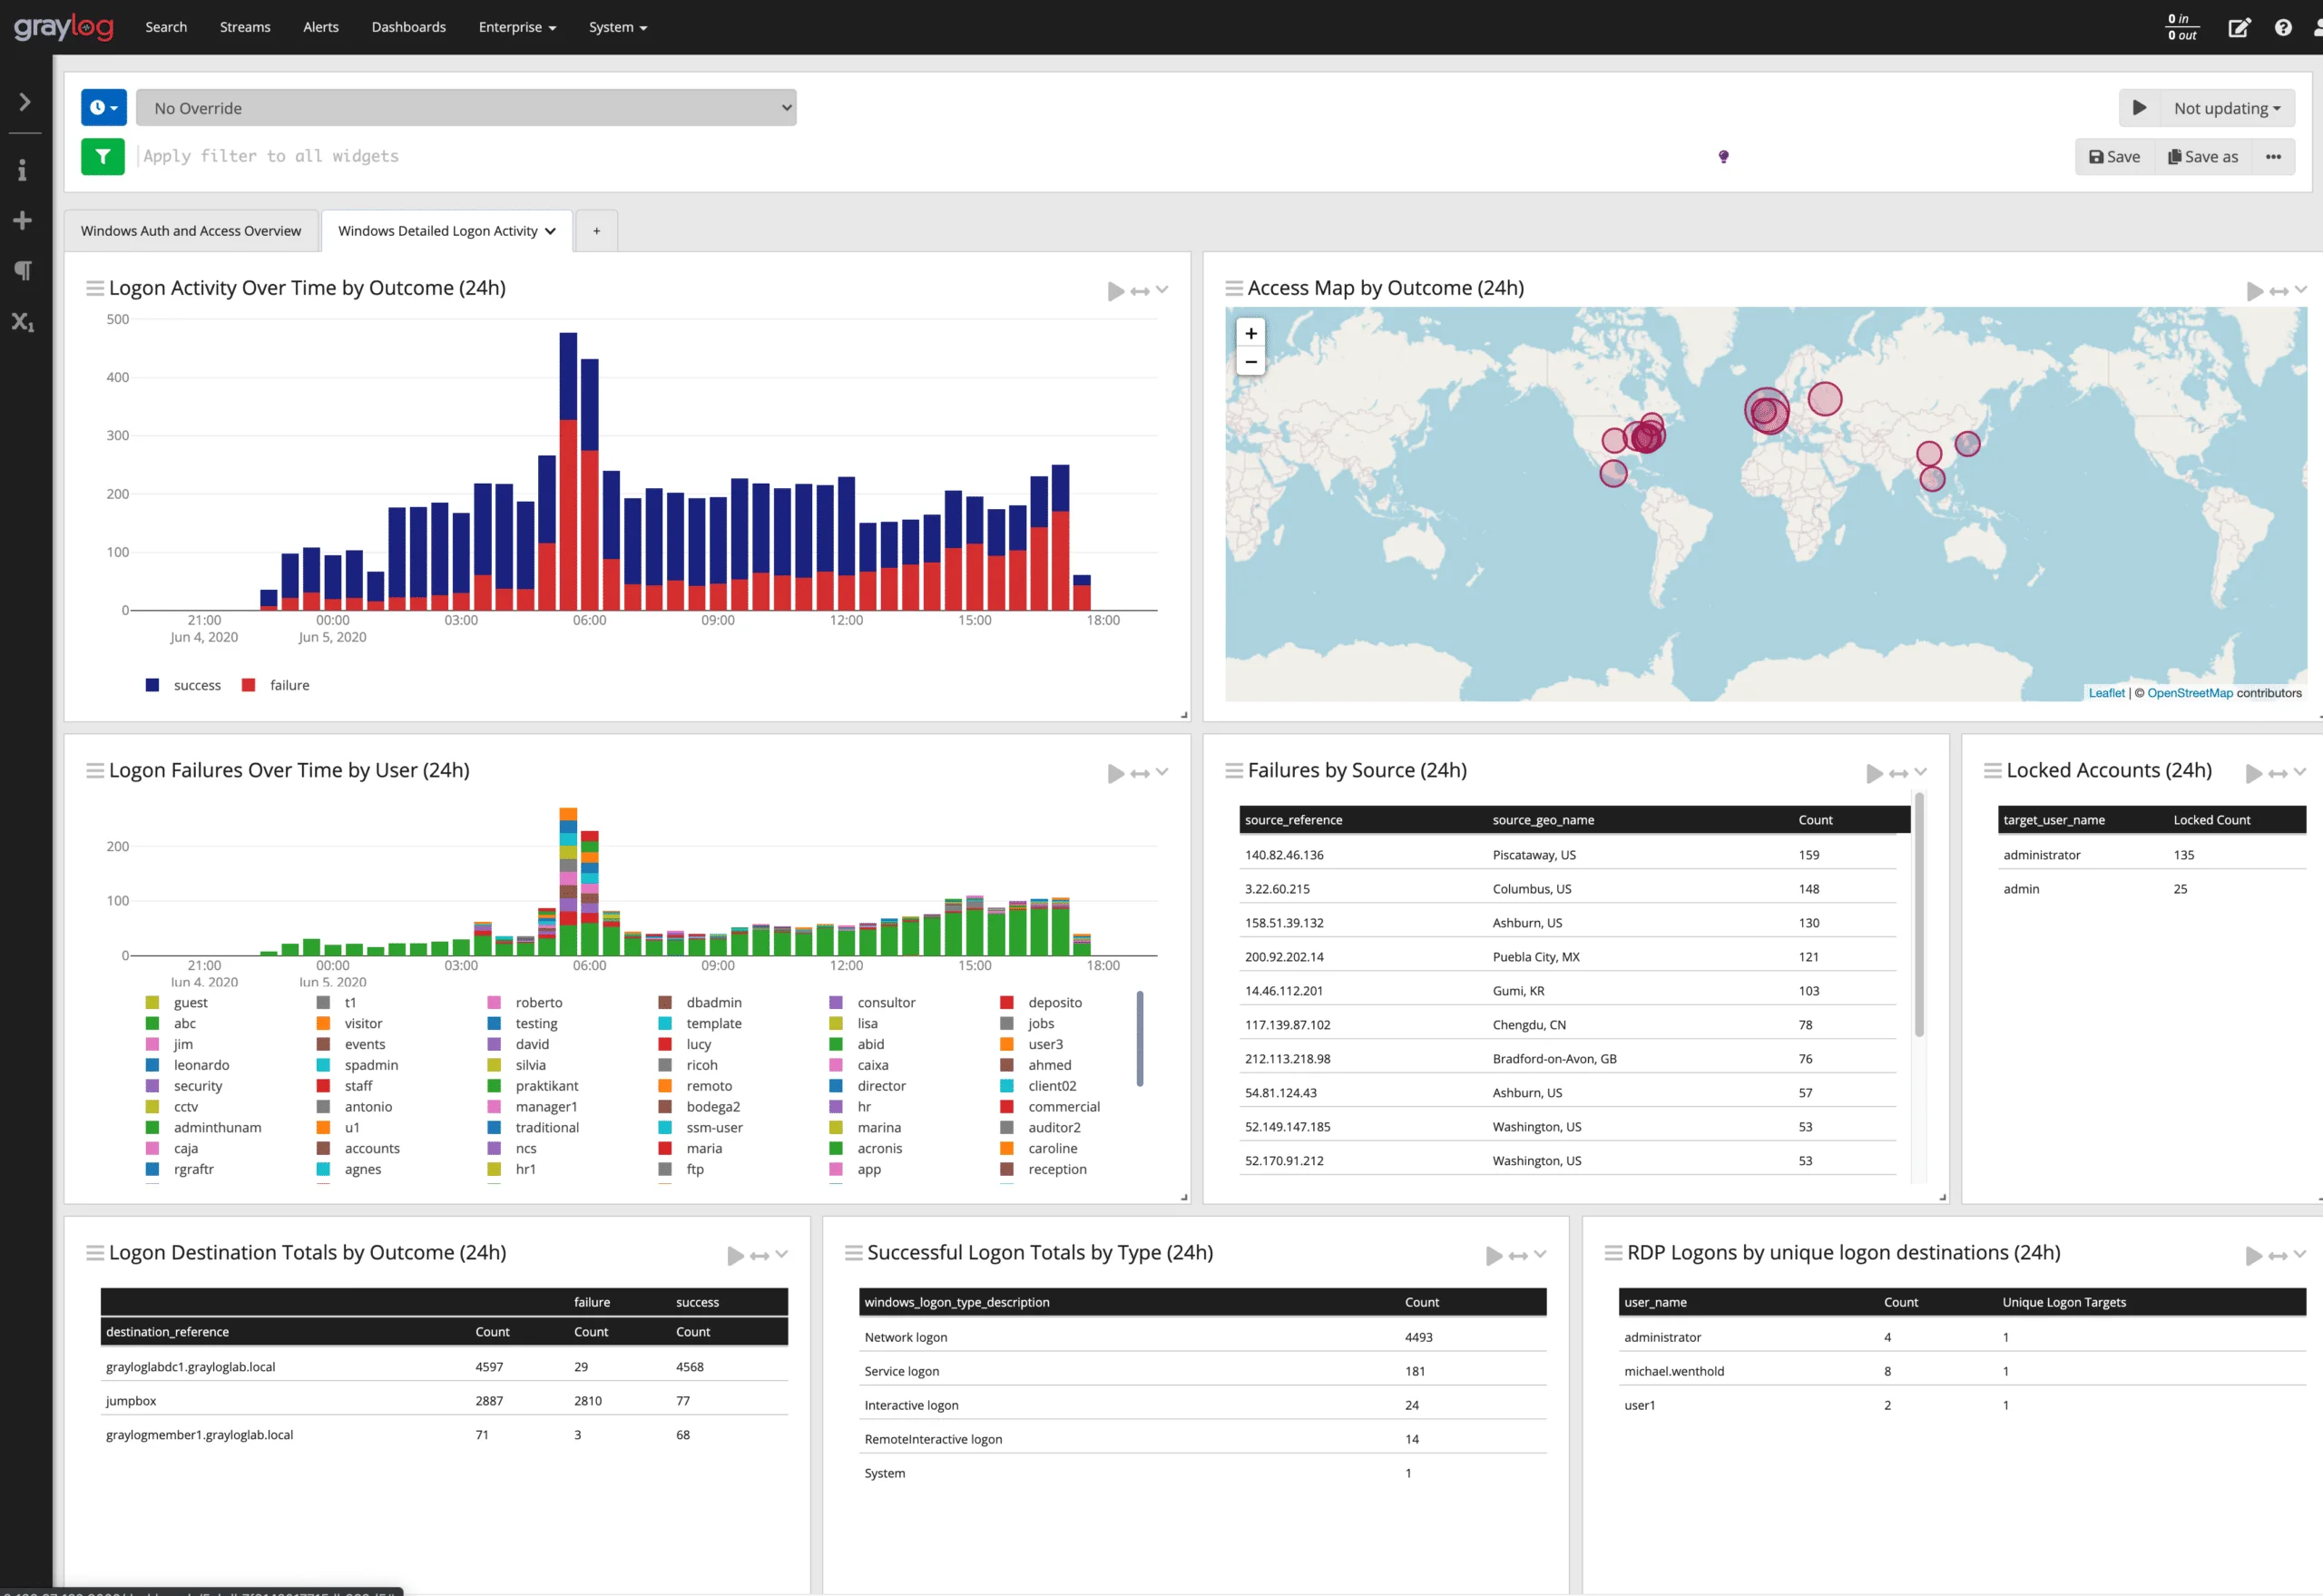 graylog Search Streams Alerts Dashboards Enterprise System 0 in
0 out
No Override Not updating
Apply filter to all widgets Save Save as •••
Windows Auth and Access Overview Windows Detailed Logon Activity +
Logon Activity Over Time by Outcome (24h)
500
400
300
200
100
0
21:00 00:00 03:00 06:00 09:00 12:00 15:00 18:00
Jun 4, 2020 Jun 5, 2020
success failure
Access Map by Outcome (24h)
+
−
Leaflet | © OpenStreetMap contributors
Logon Failures Over Time by User (24h)
200
100
0
21:00 00:00 03:00 06:00 09:00 12:00 15:00 18:00
Jun 4, 2020 Jun 5, 2020
guest t1 roberto dbadmin consultor deposito
abc visitor testing template lisa jobs
jim events david lucy abid user3
leonardo spadmin silvia ricoh caixa ahmed
security staff praktikant remoto director client02
cctv antonio manager1 bodega2 hr commercial
adminthunam u1 traditional ssm-user marina auditor2
caja accounts ncs maria acronis caroline
rgraftr agnes hr1 ftp app reception
Failures by Source (24h)
source_reference source_geo_name Count
140.82.46.136 Piscataway, US 159
3.22.60.215 Columbus, US 148
158.51.39.132 Ashburn, US 130
200.92.202.14 Puebla City, MX 121
14.46.112.201 Gumi, KR 103
117.139.87.102 Chengdu, CN 78
212.113.218.98 Bradford-on-Avon, GB 76
54.81.124.43 Ashburn, US 57
52.149.147.185 Washington, US 53
52.170.91.212 Washington, US 53
Locked Accounts (24h)
target_user_name Locked Count
administrator 135
admin 25
Logon Destination Totals by Outcome (24h)
failure success
destination_reference Count Count Count
grayloglabdc1.grayloglab.local 4597 29 4568
jumpbox 2887 2810 77
graylogmember1.grayloglab.local 71 3 68
Successful Logon Totals by Type (24h)
windows_logon_type_description Count
Network logon 4493
Service logon 181
Interactive logon 24
RemoteInteractive logon 14
System 1
RDP Logons by unique logon destinations (24h)
user_name Count Unique Logon Targets
administrator 4 1
michael.wenthold 8 1
user1 2 1